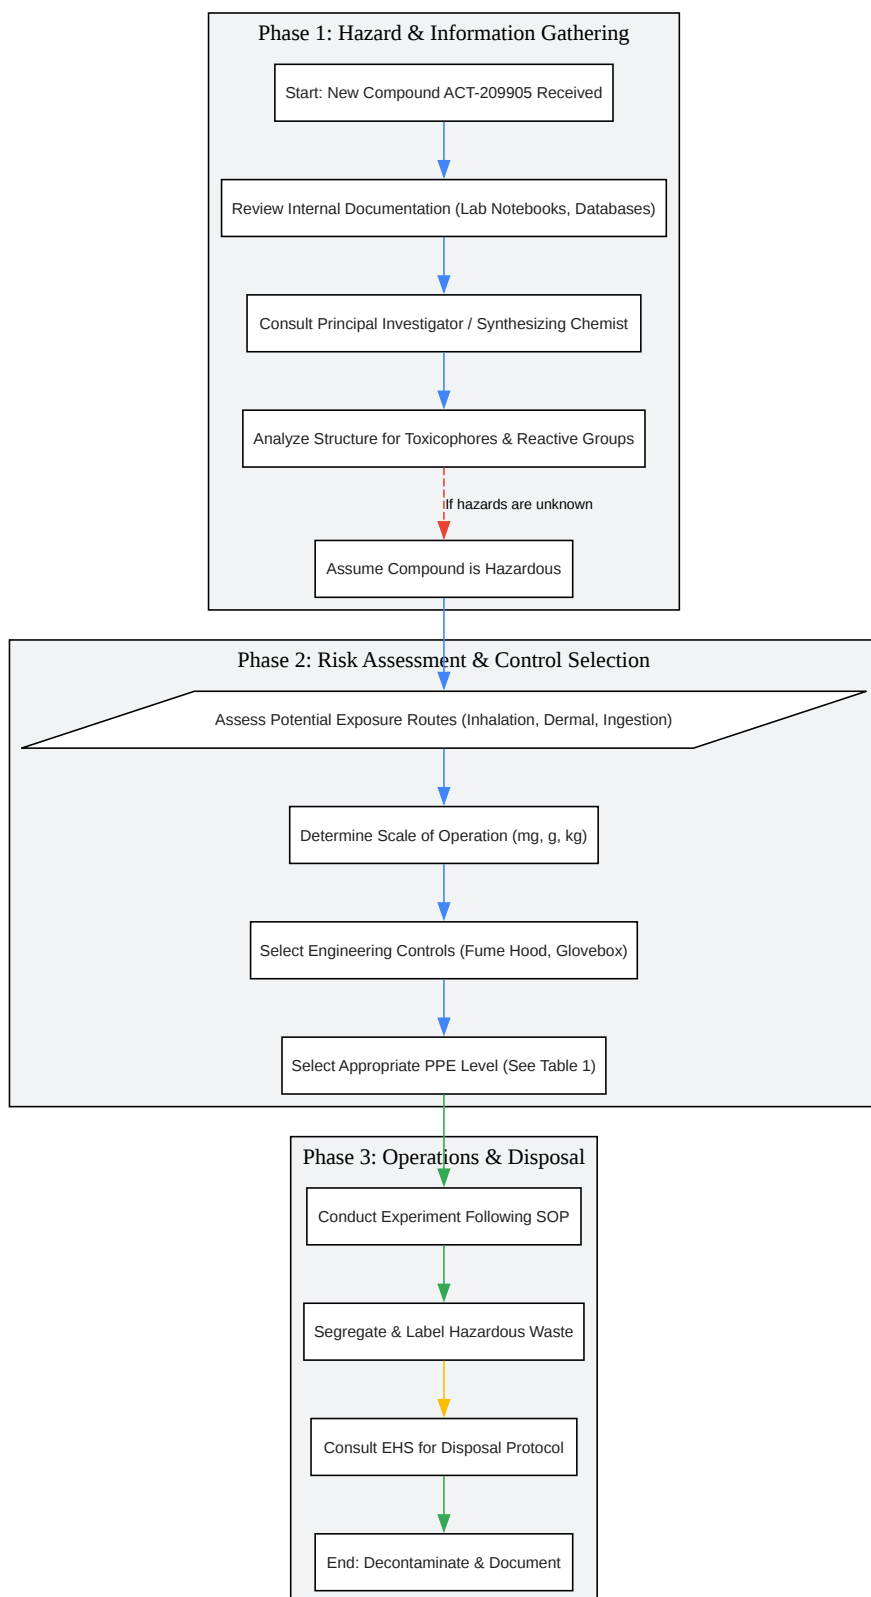 Phase 1: Hazard & Information Gathering
Start: New Compound ACT-209905 Received
Review Internal Documentation (Lab Notebooks, Databases)
Consult Principal Investigator / Synthesizing Chemist
Analyze Structure for Toxicophores & Reactive Groups
If hazards are unknown
Assume Compound is Hazardous
Phase 2: Risk Assessment & Control Selection
Assess Potential Exposure Routes (Inhalation, Dermal, Ingestion)
Determine Scale of Operation (mg, g, kg)
Select Engineering Controls (Fume Hood, Glovebox)
Select Appropriate PPE Level (See Table 1)
Phase 3: Operations & Disposal
Conduct Experiment Following SOP
Segregate & Label Hazardous Waste
Consult EHS for Disposal Protocol
End: Decontaminate & Document